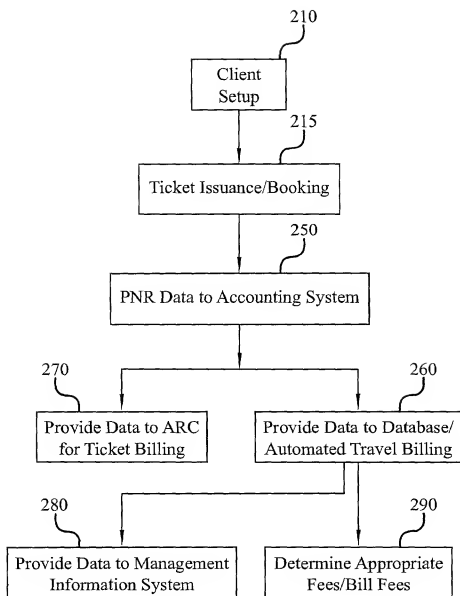 210
Client
Setup
215
Ticket Issuance/Booking
250
PNR Data to Accounting System
270
Provide Data to ARC
for Ticket Billing
260
Provide Data to Database/
Automated Travel Billing
280
Provide Data to Management
Information System
290
Determine Appropriate
Fees/Bill Fees